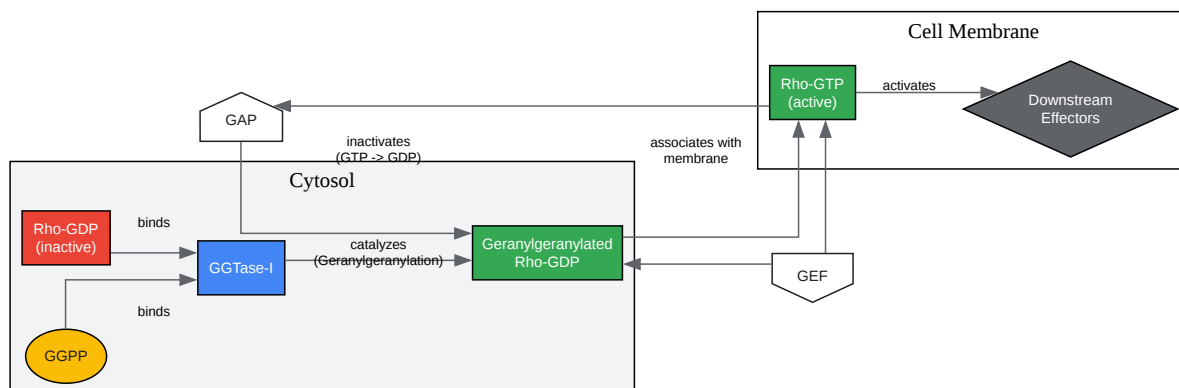 Cell Membrane
Rho-GTP
(active)
activates
Downstream
Effectors
GAP
inactivates
(GTP -> GDP)
associates with
membrane
Cytosol
Rho-GDP
(inactive)
binds
GGTase-I
catalyzes
(Geranylgeranylation)
Geranylgeranylated
Rho-GDP
GEF
binds
GGPP